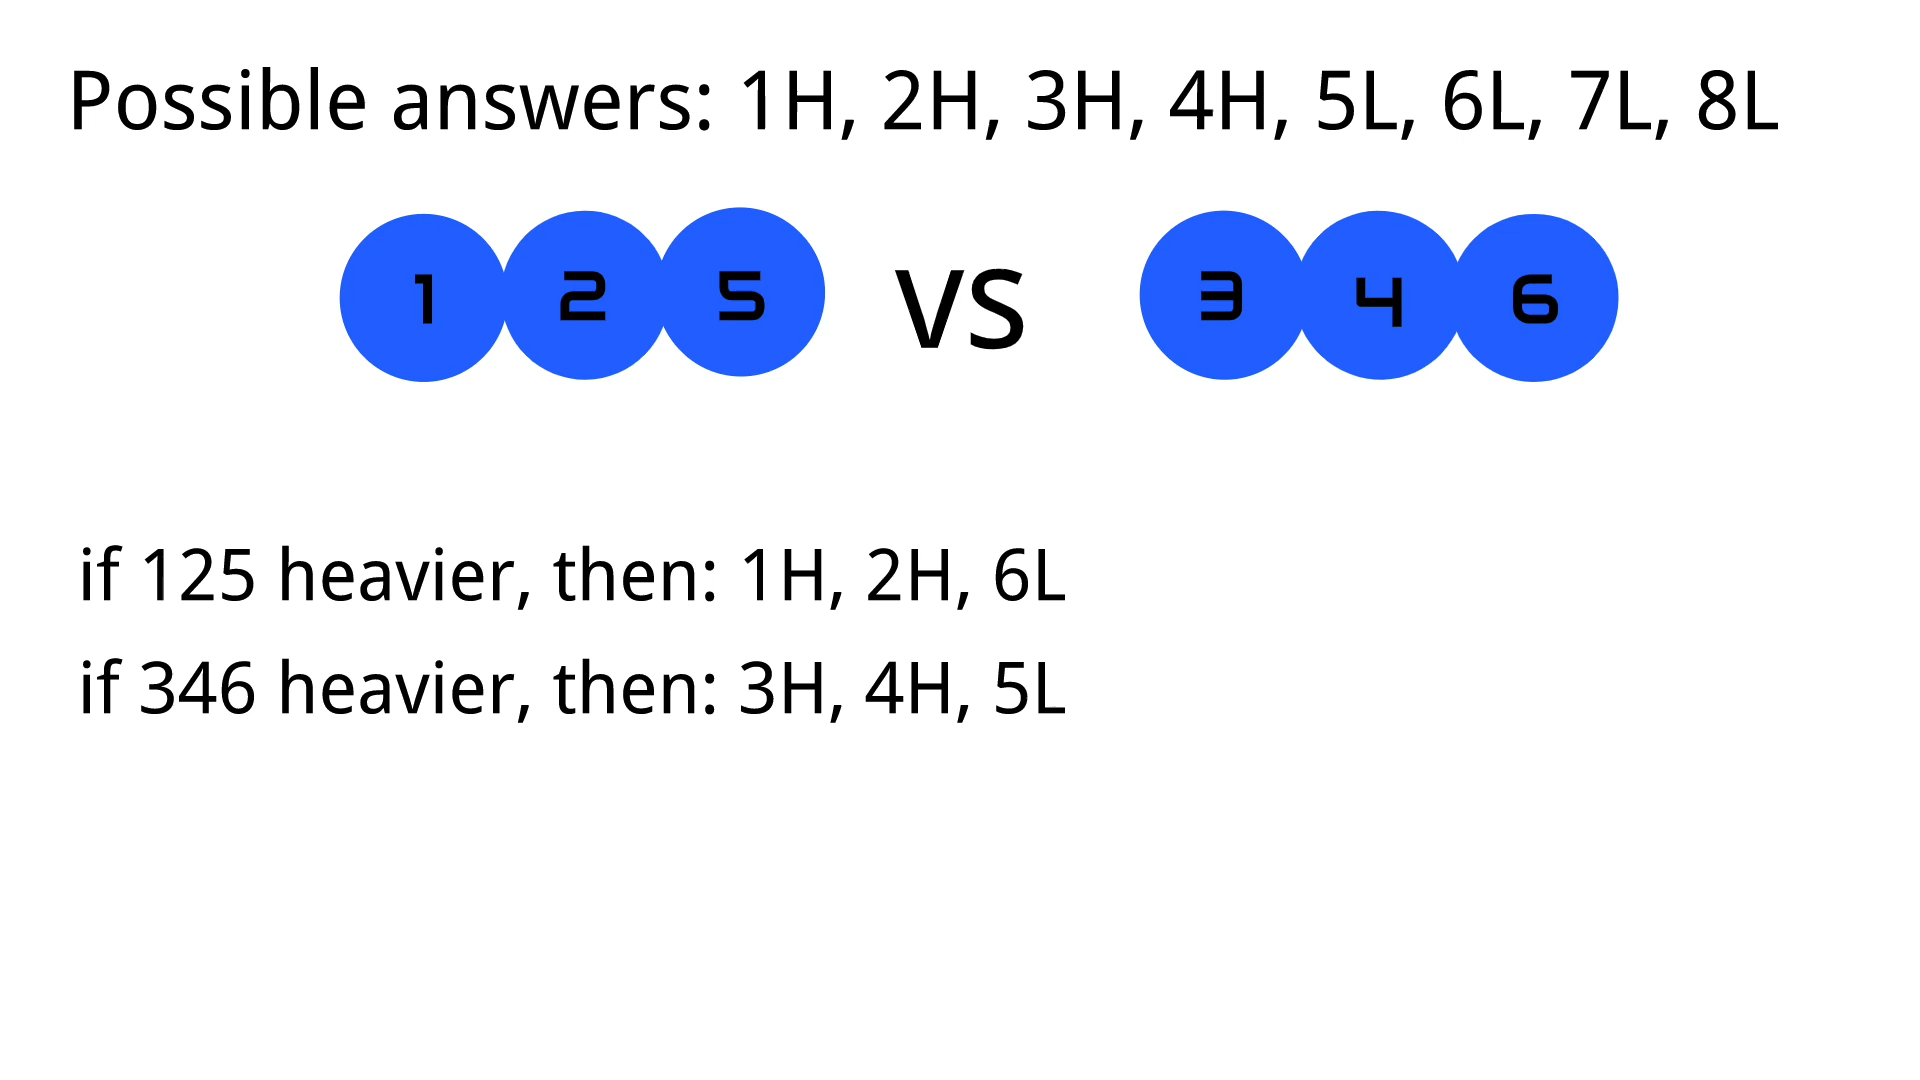 Possible answers: 1H, 2H, 3H, 4H, 5L, 6L, 7L, 8L
1 2 5 vs 3 4 6
if 125 heavier, then: 1H, 2H, 6L
if 346 heavier, then: 3H, 4H, 5L